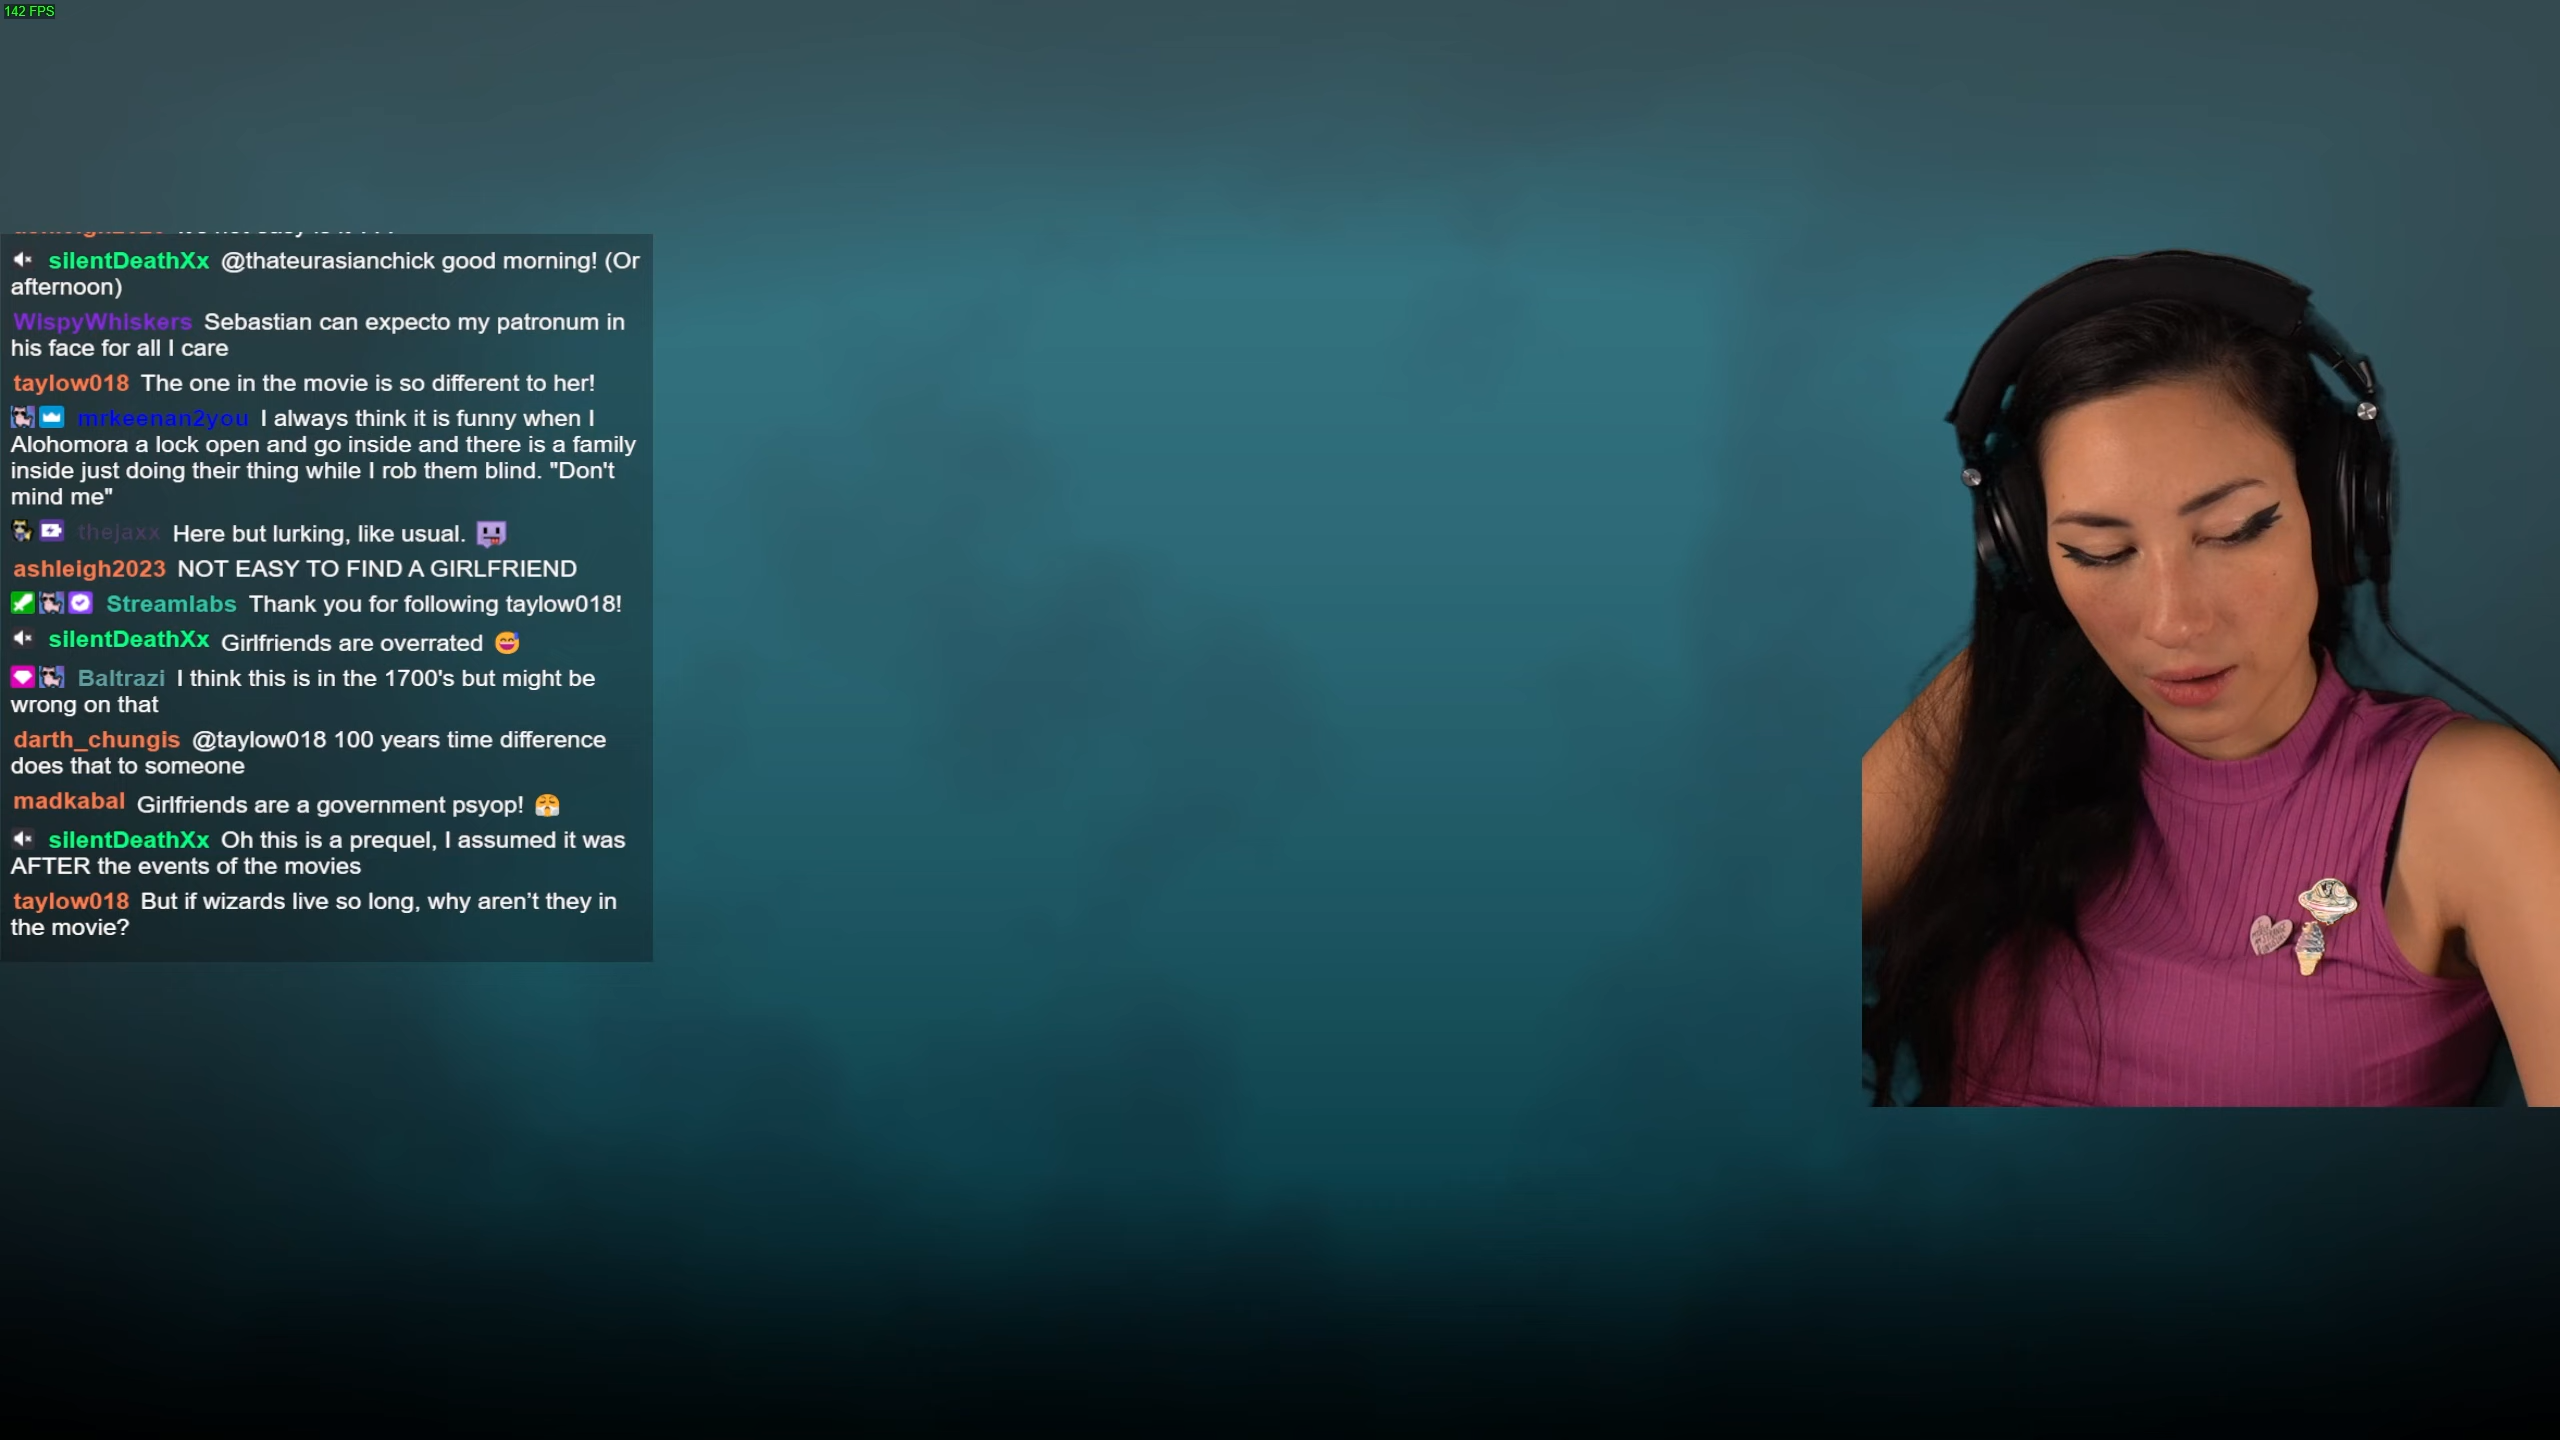 142 FPS
silentDeathXx @thateurasianchick good morning! (Or
afternoon)
WispyWhiskers Sebastian can expecto my patronum in
his face for all I care
taylow018 The one in the movie is so different to her!
mrkeenan2you I always think it is funny when I
Alohomora a lock open and go inside and there is a family
inside just doing their thing while I rob them blind. "Don't
mind me"
thejaxx Here but lurking, like usual.
ashleigh2023 NOT EASY TO FIND A GIRLFRIEND
Streamlabs Thank you for following taylow018!
silentDeathXx Girlfriends are overrated 😅
Baltrazi I think this is in the 1700's but might be
wrong on that
darth_chungis @taylow018 100 years time difference
does that to someone
madkabal Girlfriends are a government psyop! 😤
silentDeathXx Oh this is a prequel, I assumed it was
AFTER the events of the movies
taylow018 But if wizards live so long, why aren’t they in
the movie?